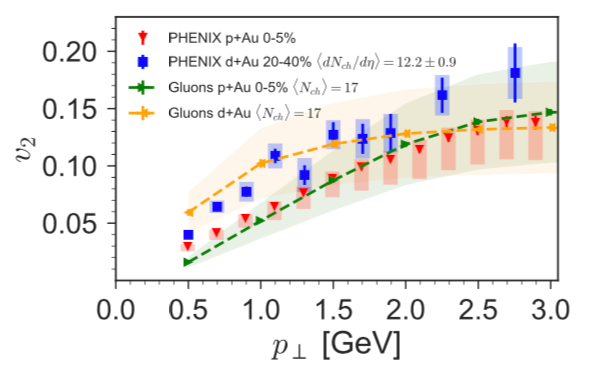 PHENIX p+Au 0-5%
PHENIX d+Au 20-40% ⟨dN_ch/dη⟩ = 12.2 ± 0.9
Gluons p+Au 0-5% ⟨N_ch⟩ = 17
Gluons d+Au ⟨N_ch⟩ = 17
v_2
0.20
0.15
0.10
0.05
0.0 0.5 1.0 1.5 2.0 2.5 3.0
p_⊥ [GeV]